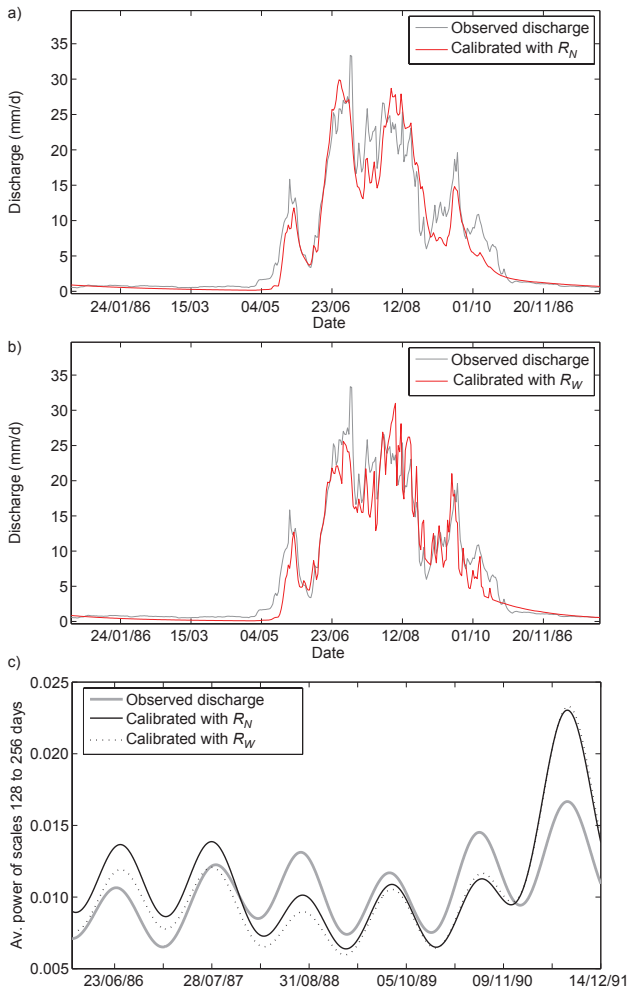 a)
35
30
25
20
15
10
5
0
Discharge (mm/d)
Observed discharge
Calibrated with R_N
24/01/86 15/03 04/05 23/06 12/08 01/10 20/11/86
Date
b)
35
30
25
20
15
10
5
0
Discharge (mm/d)
Observed discharge
Calibrated with R_W
24/01/86 15/03 04/05 23/06 12/08 01/10 20/11/86
Date
c)
0.025
0.020
0.015
0.010
0.005
Av. power of scales 128 to 256 days
Observed discharge
Calibrated with R_N
Calibrated with R_W
23/06/86 28/07/87 31/08/88 05/10/89 09/11/90 14/12/91